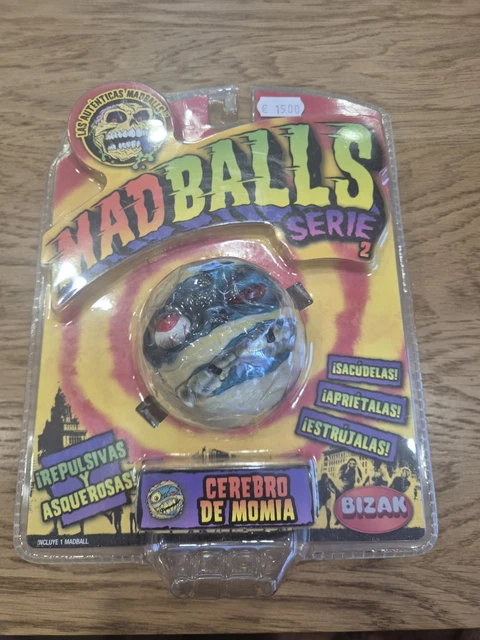 LAS AUTÉNTICAS MADBALLS
€ 15.00
MADBALLS
SERIE
2
¡SACÚDELAS!
¡APRIÉTALAS!
¡ESTRÚJALAS!
¡REPULSIVAS
Y
ASQUEROSAS!
CEREBRO
DE MOMIA
BIZAK
INCLUYE 1 MADBALL